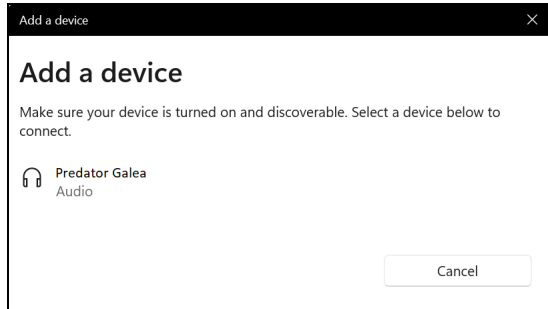 Add a device
Add a device
Make sure your device is turned on and discoverable. Select a device below to
connect.
Predator Galea
Audio
Cancel